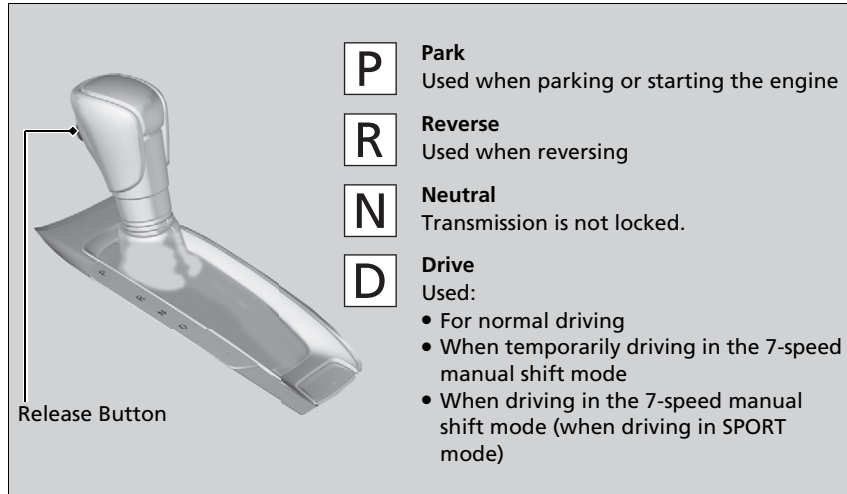 P
Park
Used when parking or starting the engine
R
Reverse
Used when reversing
N
Neutral
Transmission is not locked.
D
Drive
Used:
• For normal driving
• When temporarily driving in the 7-speed
manual shift mode
• When driving in the 7-speed manual
shift mode (when driving in SPORT
mode)
P
R
N
D
Release Button